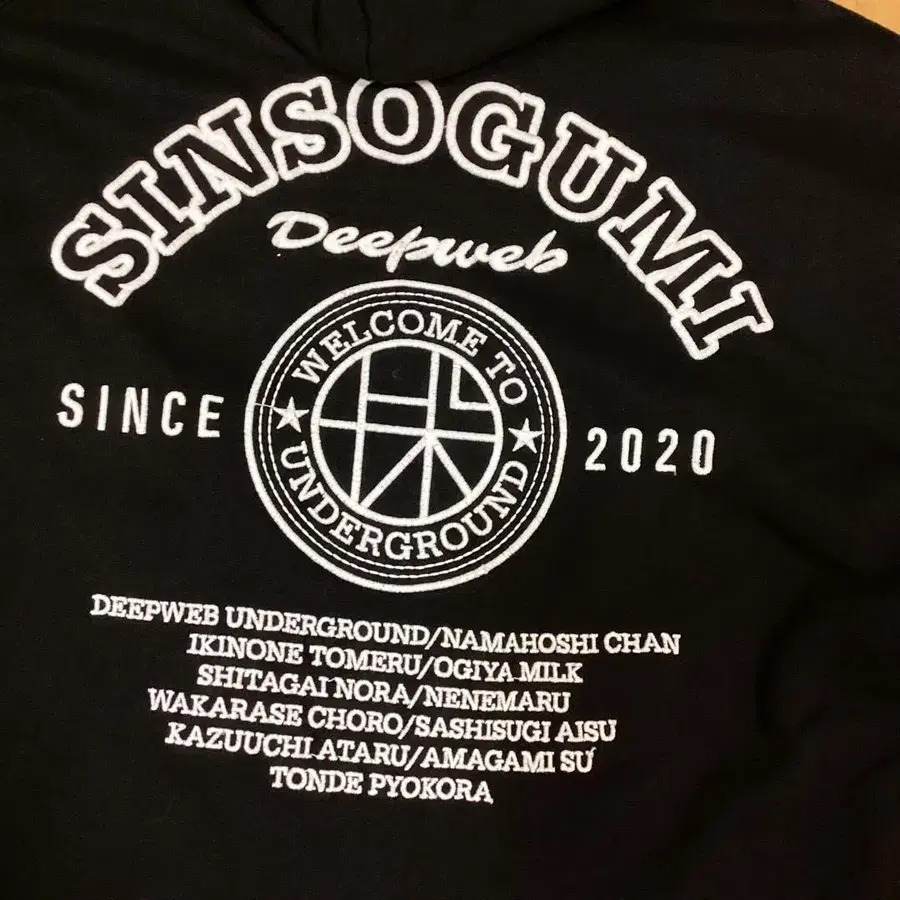 SINSOGUMI
Deepweb
WELCOME TO
SINCE
2020
UNDERGROUND
DEEPWEB UNDERGROUND/NAMAHOSHI CHAN
IKINONE TOMERU/OGIYA MILK
SHITAGAI NORA/NENEMARU
WAKARASE CHORO/SASHISUGI AISU
KAZUUCHI ATARU/AMAGAMI SU
TONDE PYOKORA